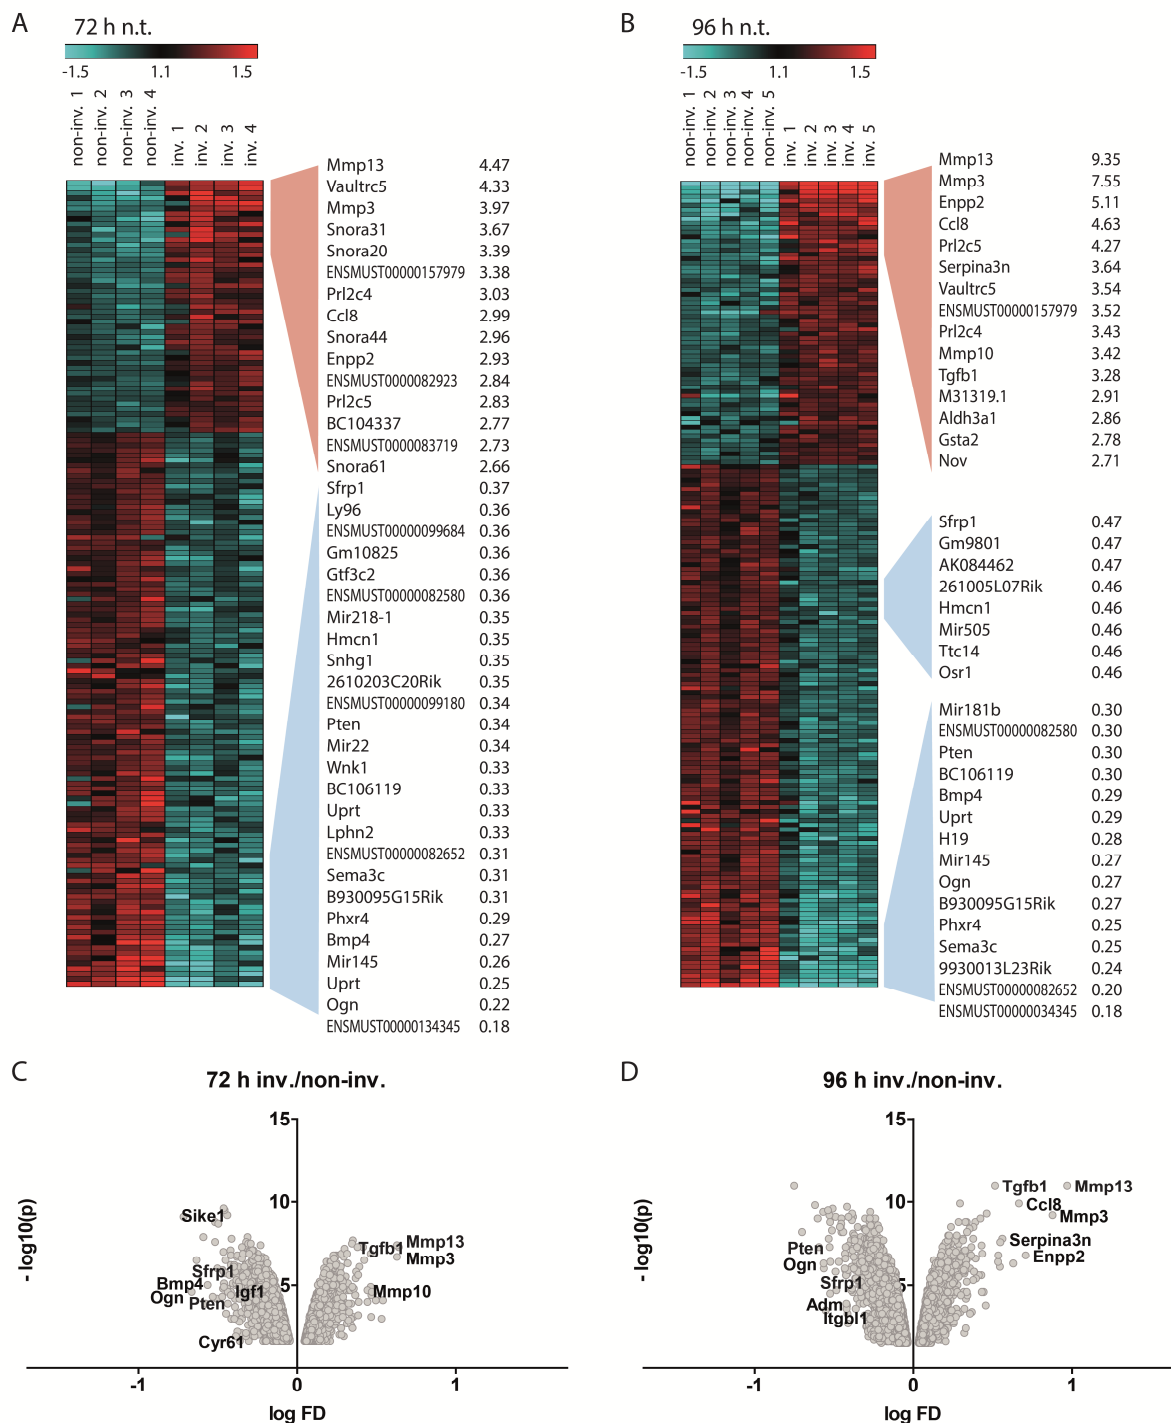 A
72 h n.t.
-1.5 1.1 1.5
non-inv. 1
non-inv. 2
non-inv. 3
non-inv. 4
inv. 1
inv. 2
inv. 3
inv. 4
Mmp13 4.47
Vaultrc5 4.33
Mmp3 3.97
Snora31 3.67
Snora20 3.39
ENSMUST00000157979 3.38
Prl2c4 3.03
Ccl8 2.99
Snora44 2.96
Enpp2 2.93
ENSMUST0000082923 2.84
Prl2c5 2.83
BC104337 2.77
ENSMUST0000083719 2.73
Snora61 2.66
Sfrp1 0.37
Ly96 0.36
ENSMUST00000099684 0.36
Gm10825 0.36
Gtf3c2 0.36
ENSMUST00000082580 0.36
Mir218-1 0.35
Hmcn1 0.35
Snhg1 0.35
2610203C20Rik 0.35
ENSMUST00000099180 0.34
Pten 0.34
Mir22 0.34
Wnk1 0.33
BC106119 0.33
Uprt 0.33
Lphn2 0.33
ENSMUST00000082652 0.31
Sema3c 0.31
B930095G15Rik 0.31
Phxr4 0.29
Bmp4 0.27
Mir145 0.26
Uprt 0.25
Ogn 0.22
ENSMUST00000134345 0.18
B
96 h n.t.
-1.5 1.1 1.5
non-inv. 1
non-inv. 2
non-inv. 3
non-inv. 4
non-inv. 5
inv. 1
inv. 2
inv. 3
inv. 4
inv. 5
Mmp13 9.35
Mmp3 7.55
Enpp2 5.11
Ccl8 4.63
Prl2c5 4.27
Serpina3n 3.64
Vaultrc5 3.54
ENSMUST00000157979 3.52
Prl2c4 3.43
Mmp10 3.42
Tgfb1 3.28
M31319.1 2.91
Aldh3a1 2.86
Gsta2 2.78
Nov 2.71
Sfrp1 0.47
Gm9801 0.47
AK084462 0.47
261005L07Rik 0.46
Hmcn1 0.46
Mir505 0.46
Ttc14 0.46
Osr1 0.46
Mir181b 0.30
ENSMUST00000082580 0.30
Pten 0.30
BC106119 0.30
Bmp4 0.29
Uprt 0.29
H19 0.28
Mir145 0.27
Ogn 0.27
B930095G15Rik 0.27
Phxr4 0.25
Sema3c 0.25
9930013L23Rik 0.24
ENSMUST00000082652 0.20
ENSMUST00000034345 0.18
C
72 h inv./non-inv.
15
10
5
- log10(p)
Sike1
Tgfb1
Mmp13
Mmp3
Sfrp1
Bmp4
Igf1
Mmp10
Ogn
Pten
Cyr61
-1 0 1
log FD
D
96 h inv./non-inv.
15
10
5
- log10(p)
Tgfb1
Mmp13
Ccl8
Mmp3
Serpina3n
Pten
Enpp2
Ogn
Sfrp1
Adm
Itgbl1
-1 0 1
log FD